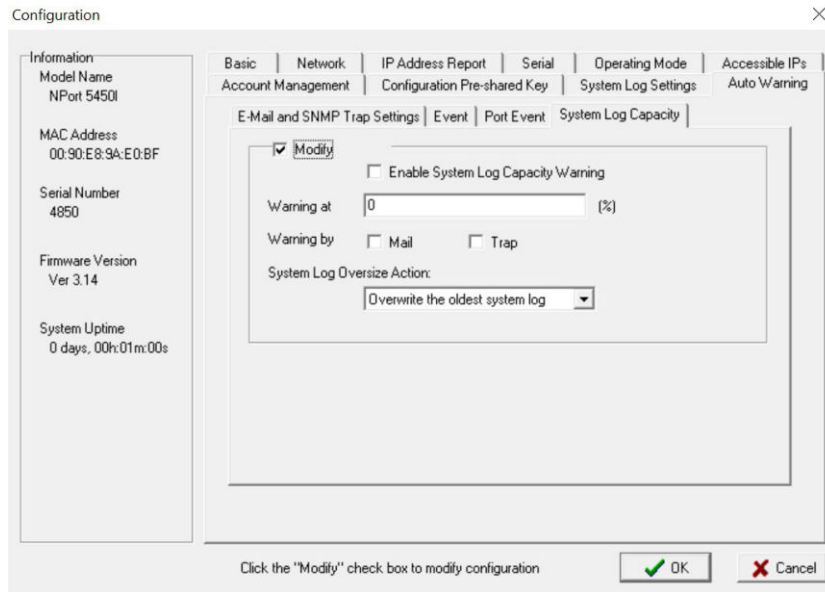 Configuration
Information
Model Name
NPort 5450I
MAC Address
00:90:E8:9A:E0:BF
Serial Number
4850
Firmware Version
Ver 3.14
System Uptime
0 days, 00h:01m:00s
Basic Network IP Address Report Serial Operating Mode Accessible IPs
Account Management Configuration Pre-shared Key System Log Settings Auto Warning
E-Mail and SNMP Trap Settings Event Port Event System Log Capacity
Modify
Enable System Log Capacity Warning
Warning at 0 (%)
Warning by Mail Trap
System Log Oversize Action:
Overwrite the oldest system log
Click the "Modify" check box to modify configuration OK Cancel